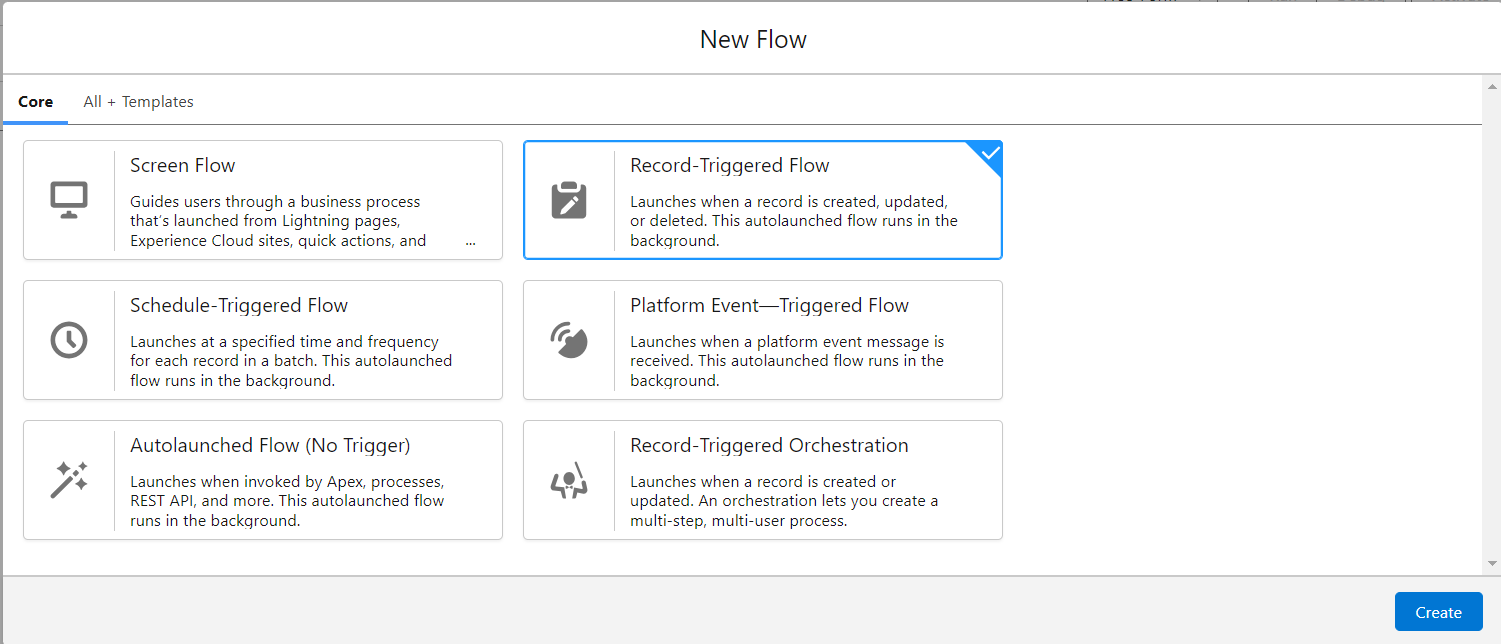 New Flow
Core
All + Templates
Screen Flow
Guides users through a business process
that's launched from Lightning pages,
Experience Cloud sites, quick actions, and ...
Record-Triggered Flow
Launches when a record is created, updated,
or deleted. This autolaunched flow runs in the
background.
Schedule-Triggered Flow
Launches at a specified time and frequency
for each record in a batch. This autolaunched
flow runs in the background.
Platform Event—Triggered Flow
Launches when a platform event message is
received. This autolaunched flow runs in the
background.
Autolaunched Flow (No Trigger)
Launches when invoked by Apex, processes,
REST API, and more. This autolaunched flow
runs in the background.
Record-Triggered Orchestration
Launches when a record is created or
updated. An orchestration lets you create a
multi-step, multi-user process.
Create